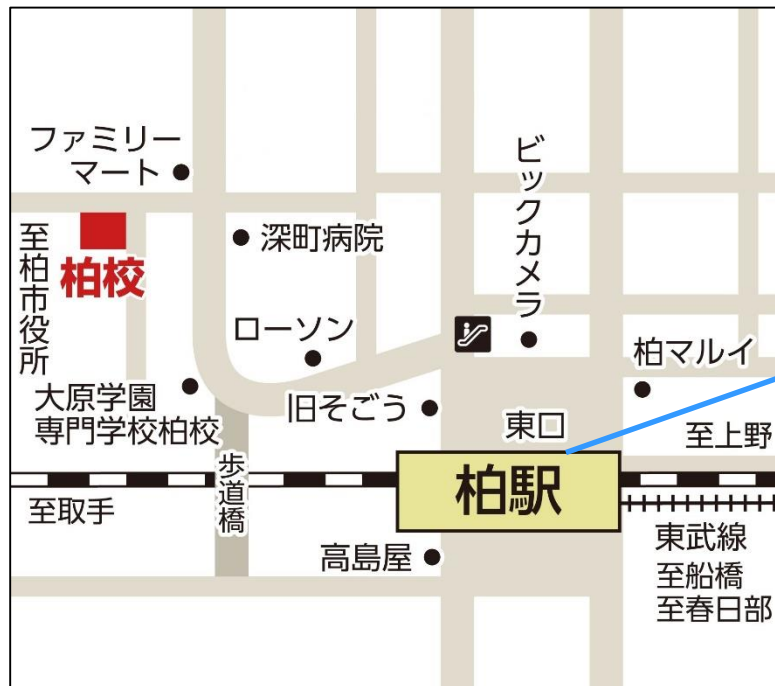 ファミリー
マート
ビックカメラ
至柏市役所
柏校
深町病院
ローソン
柏マルイ
大原学園
専門学校柏校
旧そごう
東口
至上野
歩道橋
柏駅
至取手
高島屋
東武線
至船橋
至春日部